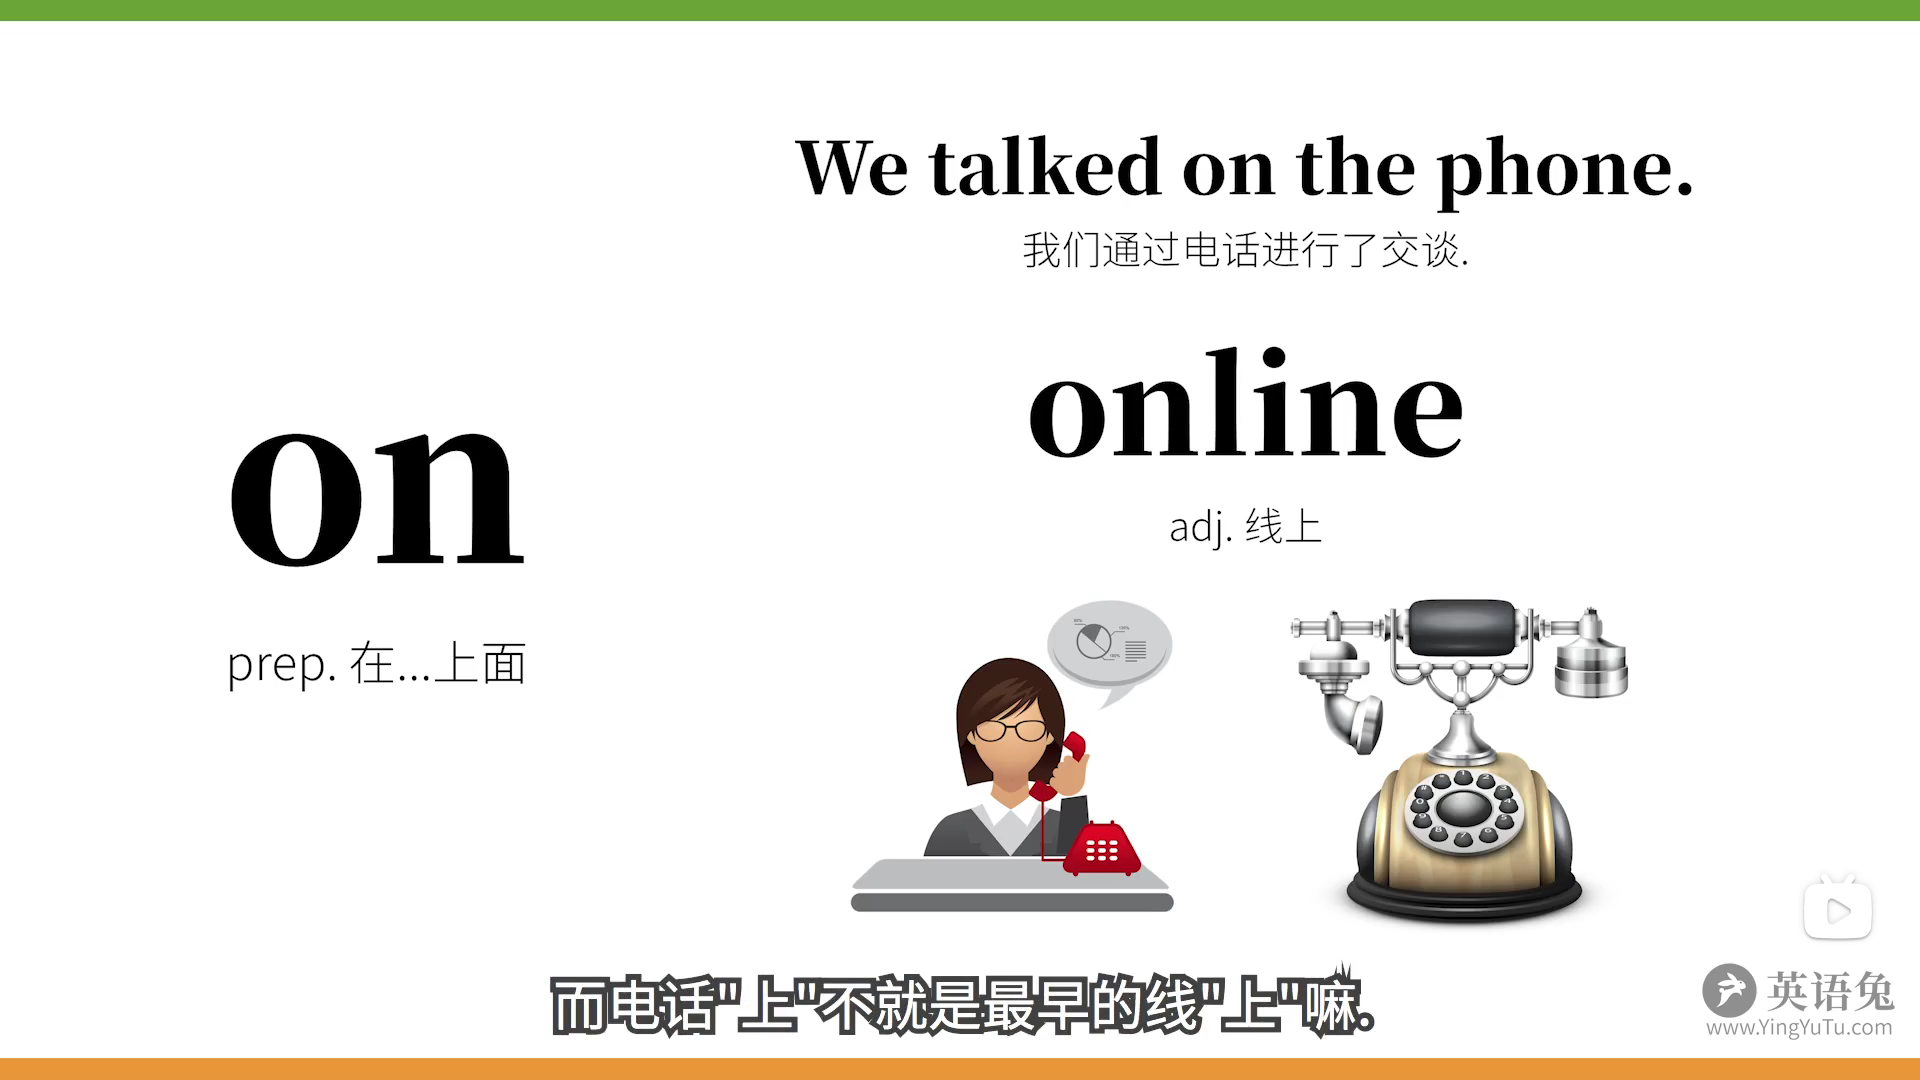 We talked on the phone.
我们通过电话进行了交谈.
on
prep. 在...上面
online
adj. 线上
而电话"上"不就是最早的线"上"嘛.
英语兔
www.YingYuTu.com